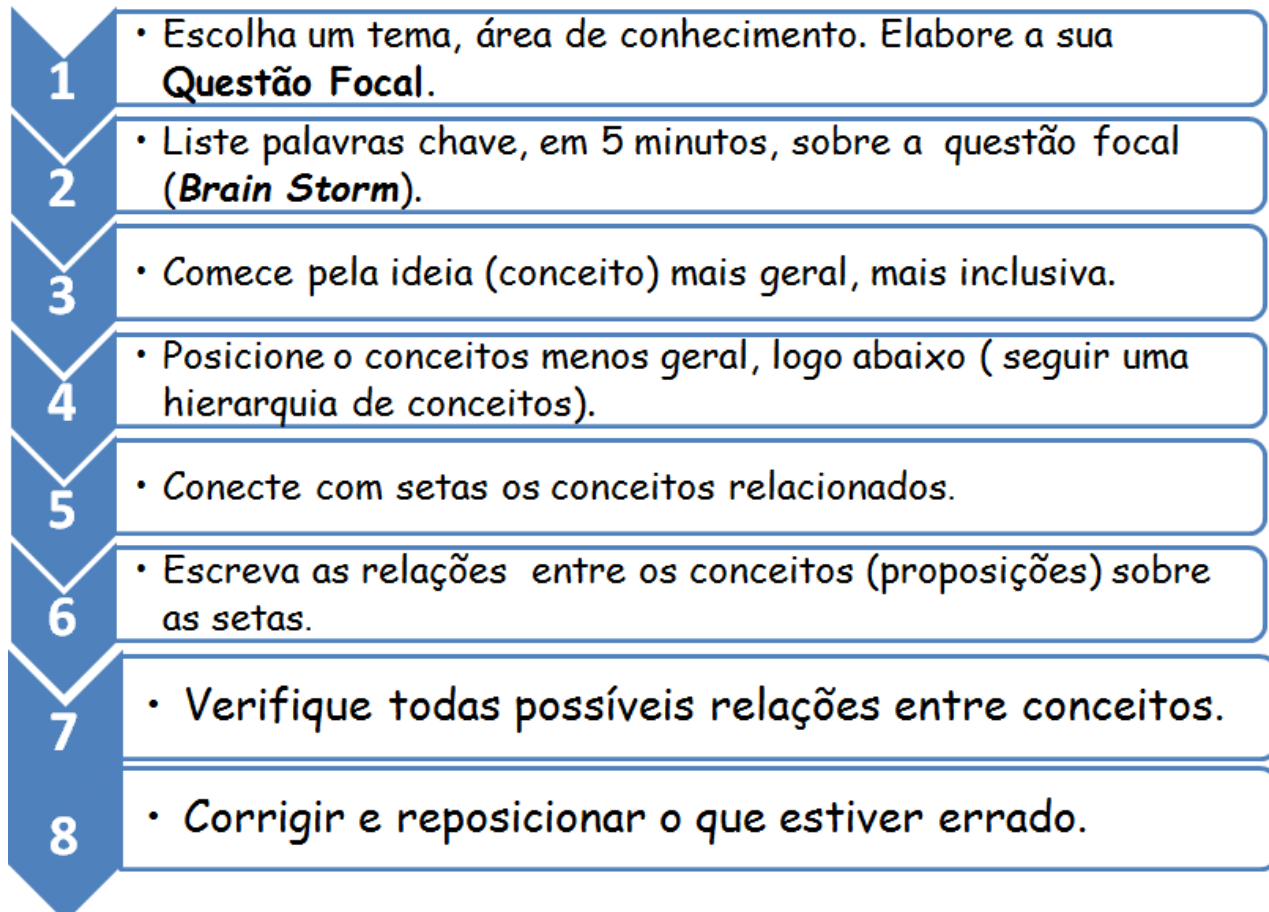 1
• Escolha um tema, área de conhecimento. Elabore a sua
Questão Focal.
2
• Liste palavras chave, em 5 minutos, sobre a questão focal
(Brain Storm).
3
• Comece pela ideia (conceito) mais geral, mais inclusiva.
4
• Posicione o conceitos menos geral, logo abaixo ( seguir uma
hierarquia de conceitos).
5
• Conecte com setas os conceitos relacionados.
6
• Escreva as relações entre os conceitos (proposições) sobre
as setas.
7
• Verifique todas possíveis relações entre conceitos.
8
• Corrigir e reposicionar o que estiver errado.